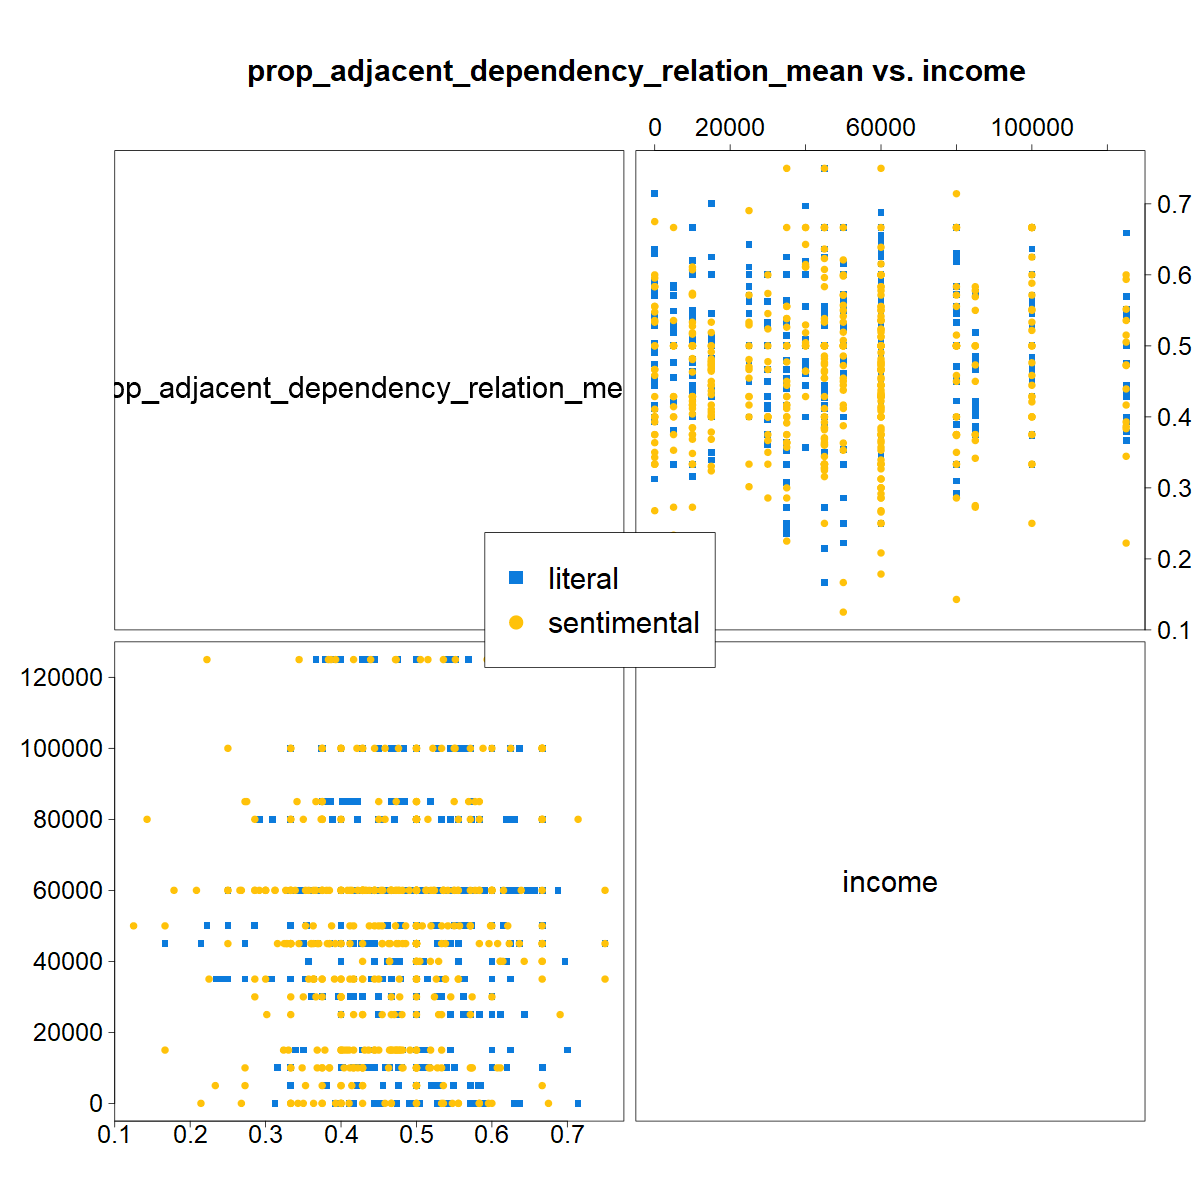 prop_adjacent_dependency_relation_mean vs. income
0 20000 60000 100000
0.7
0.6
0.5
0.4
0.3
0.2
0.1
op_adjacent_dependency_relation_me
literal
sentimental
120000
100000
80000
60000
40000
20000
0
income
0.1 0.2 0.3 0.4 0.5 0.6 0.7